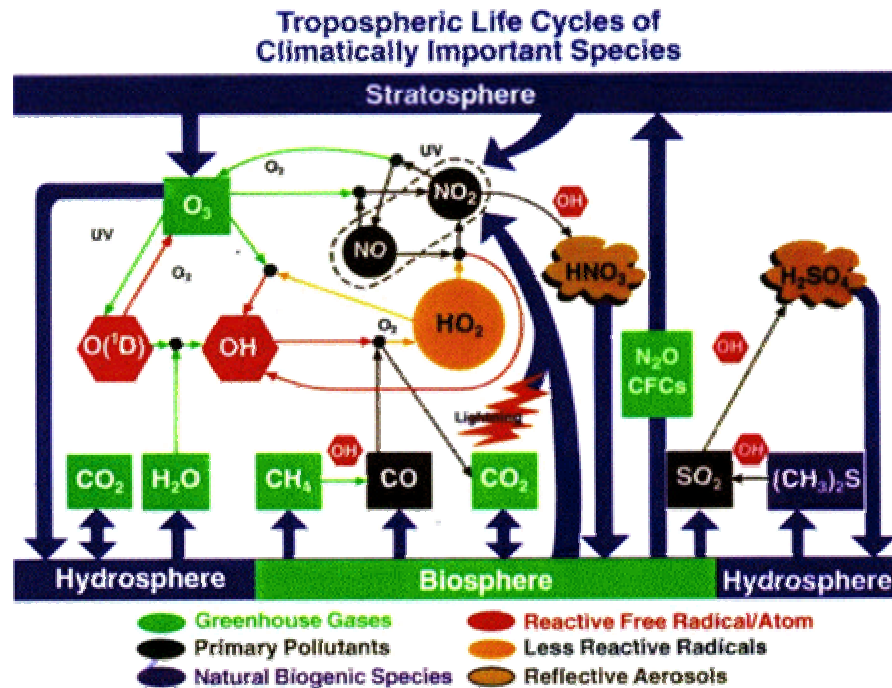 Tropospheric Life Cycles of
Climatically Important Species
Stratosphere
O₂
UV
O₃
NO₂
OH
UV
O₂
NO
HNO₃
H₂SO₄
HO₂
O₂
O(¹D)
OH
N₂O
CFCs
OH
Lightning
OH
OH
CO₂
H₂O
CH₄
CO
CO₂
SO₂
(CH₃)₂S
Hydrosphere
Biosphere
Hydrosphere
Greenhouse Gases
Reactive Free Radical/Atom
Primary Pollutants
Less Reactive Radicals
Natural Biogenic Species
Reflective Aerosols